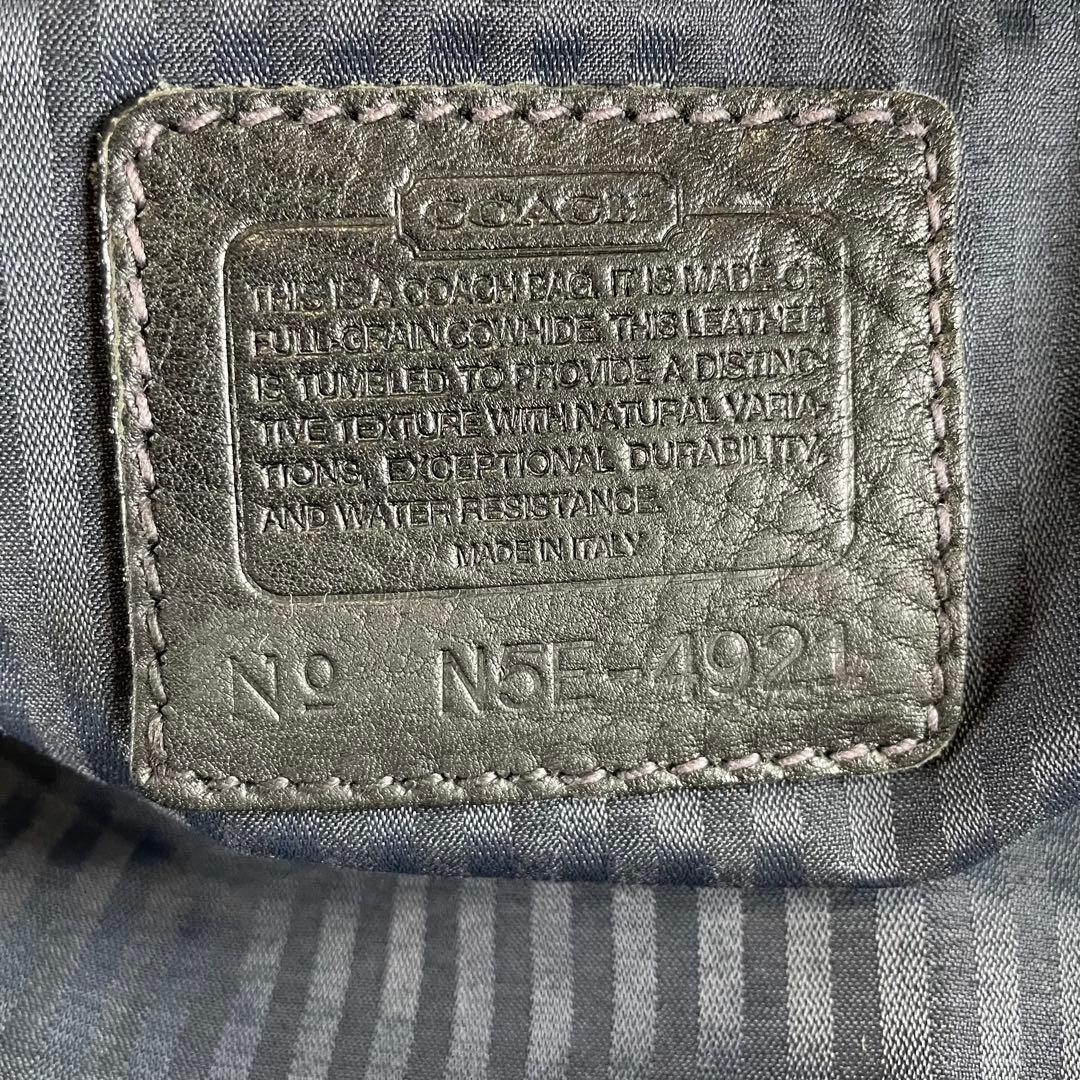 COACH
THIS IS A COACH BAG. IT IS MADE OF
FULL-GRAIN COWHIDE. THIS LEATHER
IS TUMBLED TO PROVIDE A DISTINC-
TIVE TEXTURE WITH NATURAL VARIA-
TIONS, EXCEPTIONAL DURABILITY,
AND WATER RESISTANCE.
MADE IN ITALY
No N5E-4921